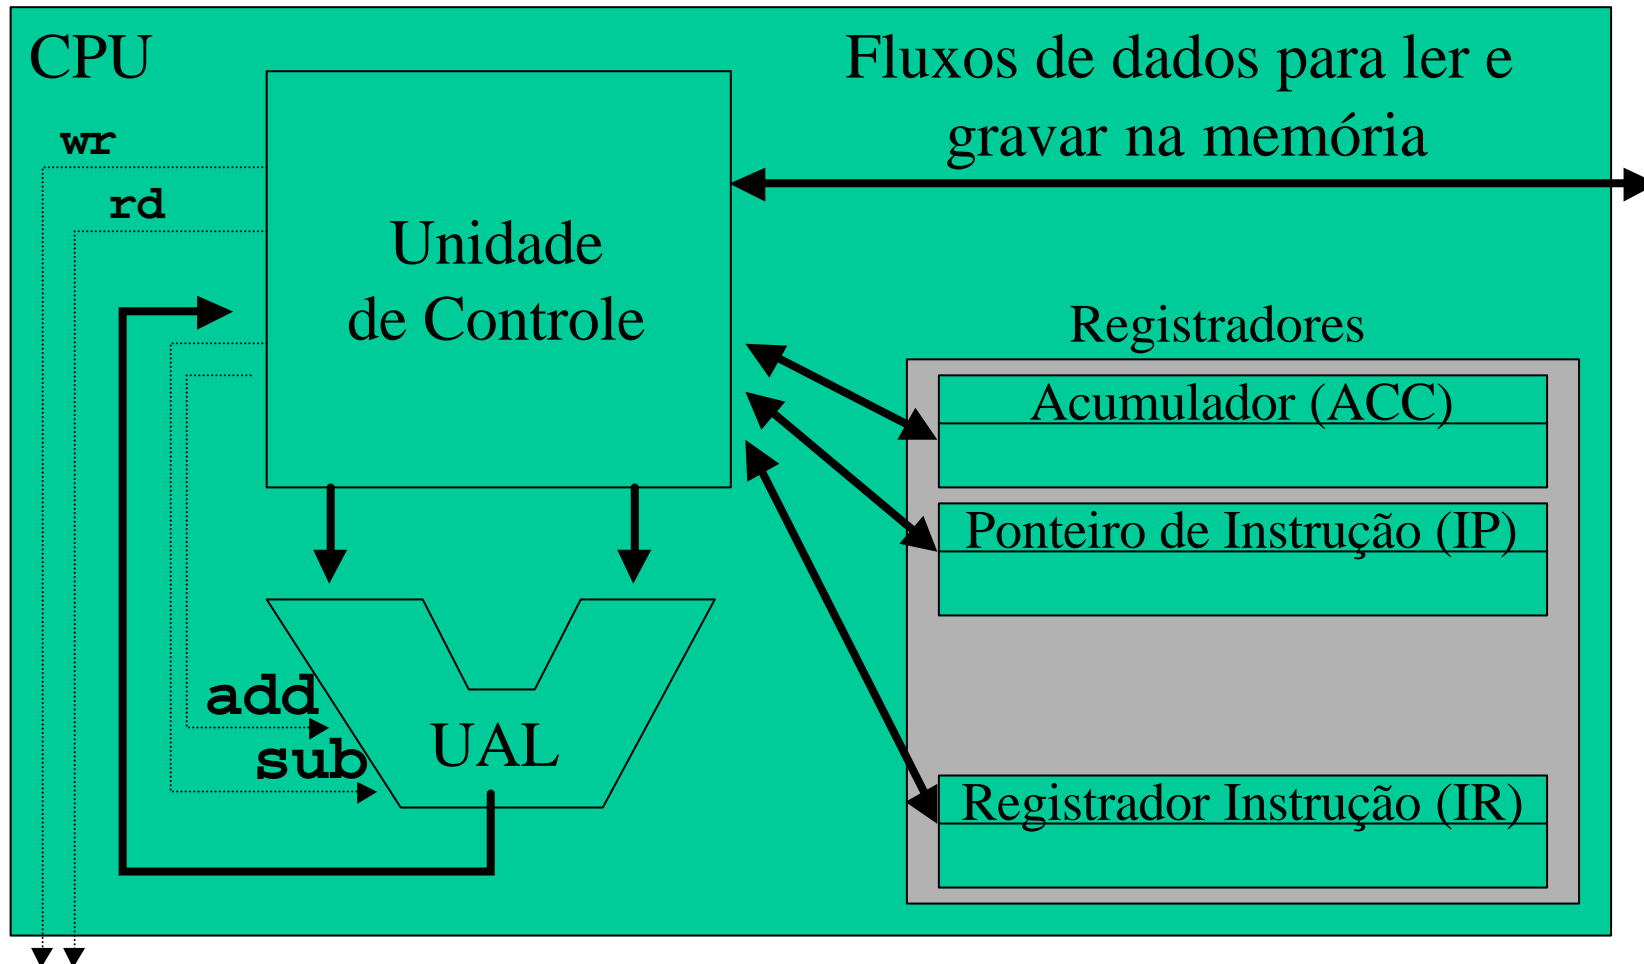 CPU
Fluxos de dados para ler e
gravar na memória
wr
rd
Unidade
de Controle
Registradores
Acumulador (ACC)
Ponteiro de Instrução (IP)
add
UAL
sub
Registrador Instrução (IR)